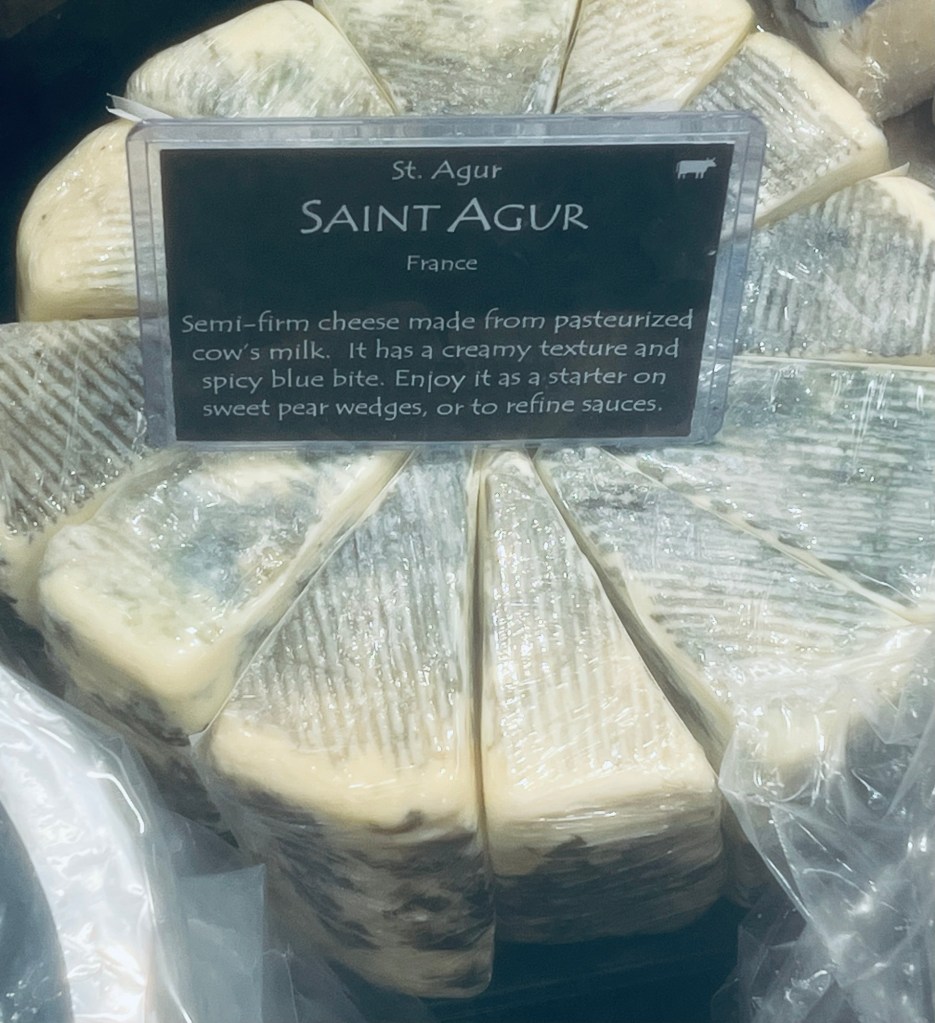 St. Agur
SAINT AGUR
France
Semi-firm cheese made from pasteurized
cow's milk. It has a creamy texture and
spicy blue bite. Enjoy it as a starter on
sweet pear wedges, or to refine sauces.